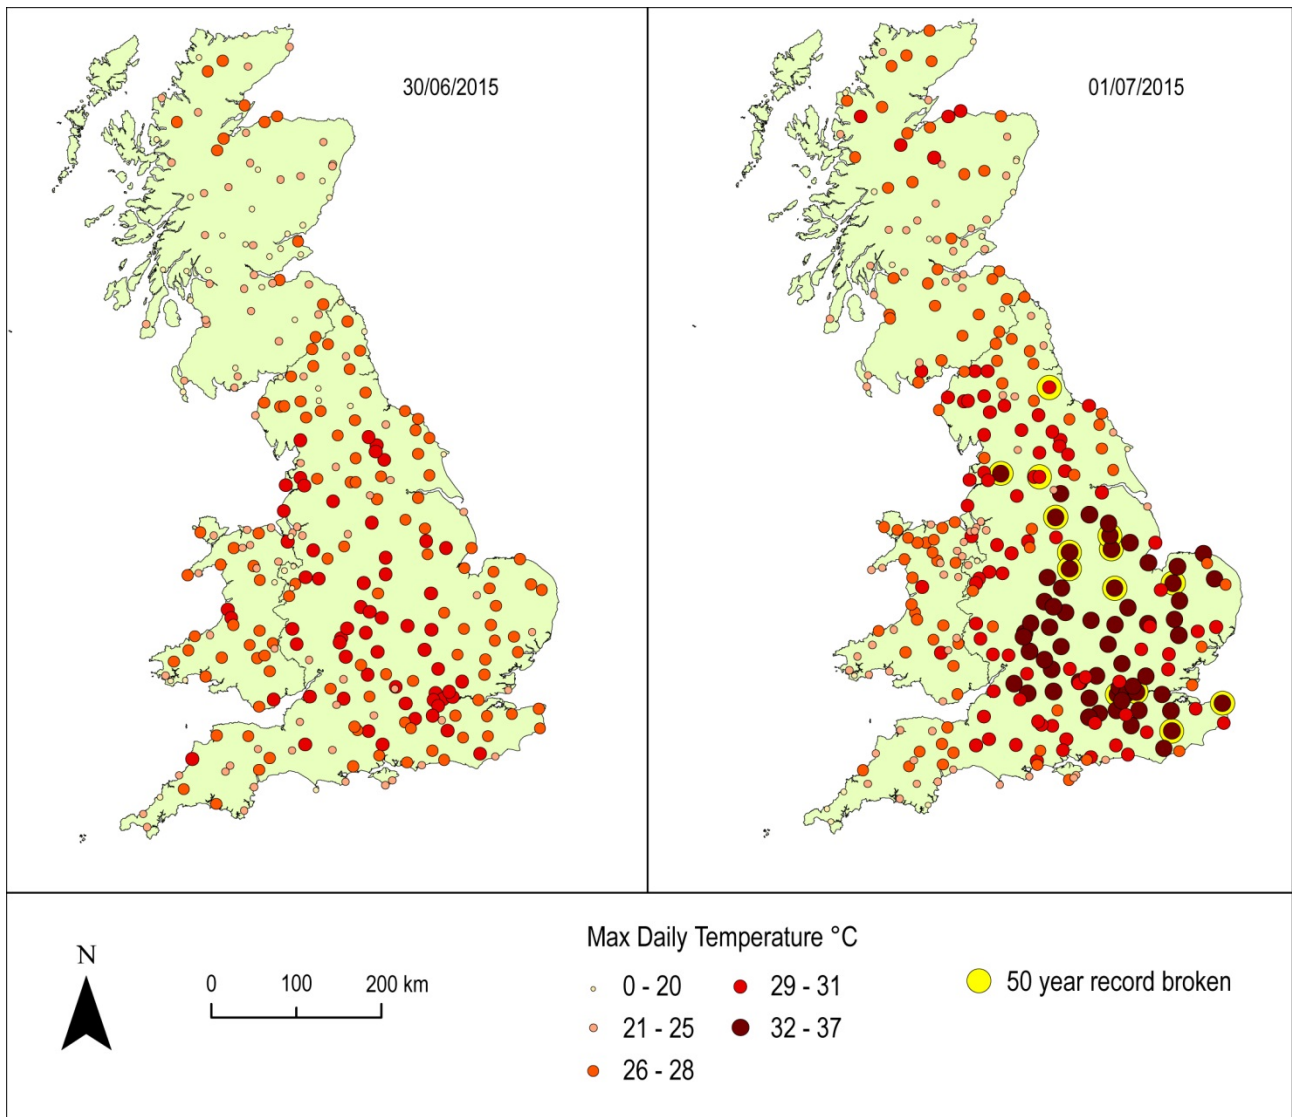 30/06/2015
01/07/2015
N
0 100 200 km
Max Daily Temperature °C
0 - 20
21 - 25
26 - 28
29 - 31
32 - 37
50 year record broken